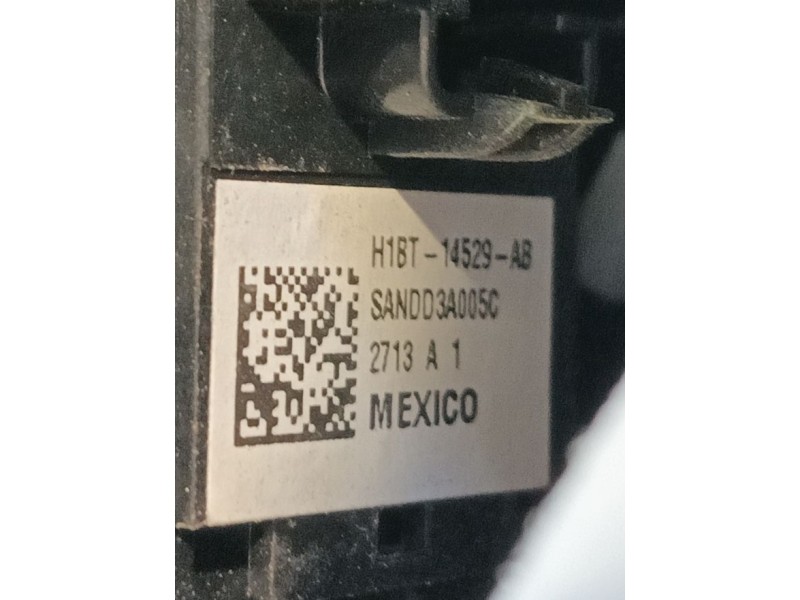 H1BT-14529-AB
SANDD3A005C
2713 A 1
MEXICO